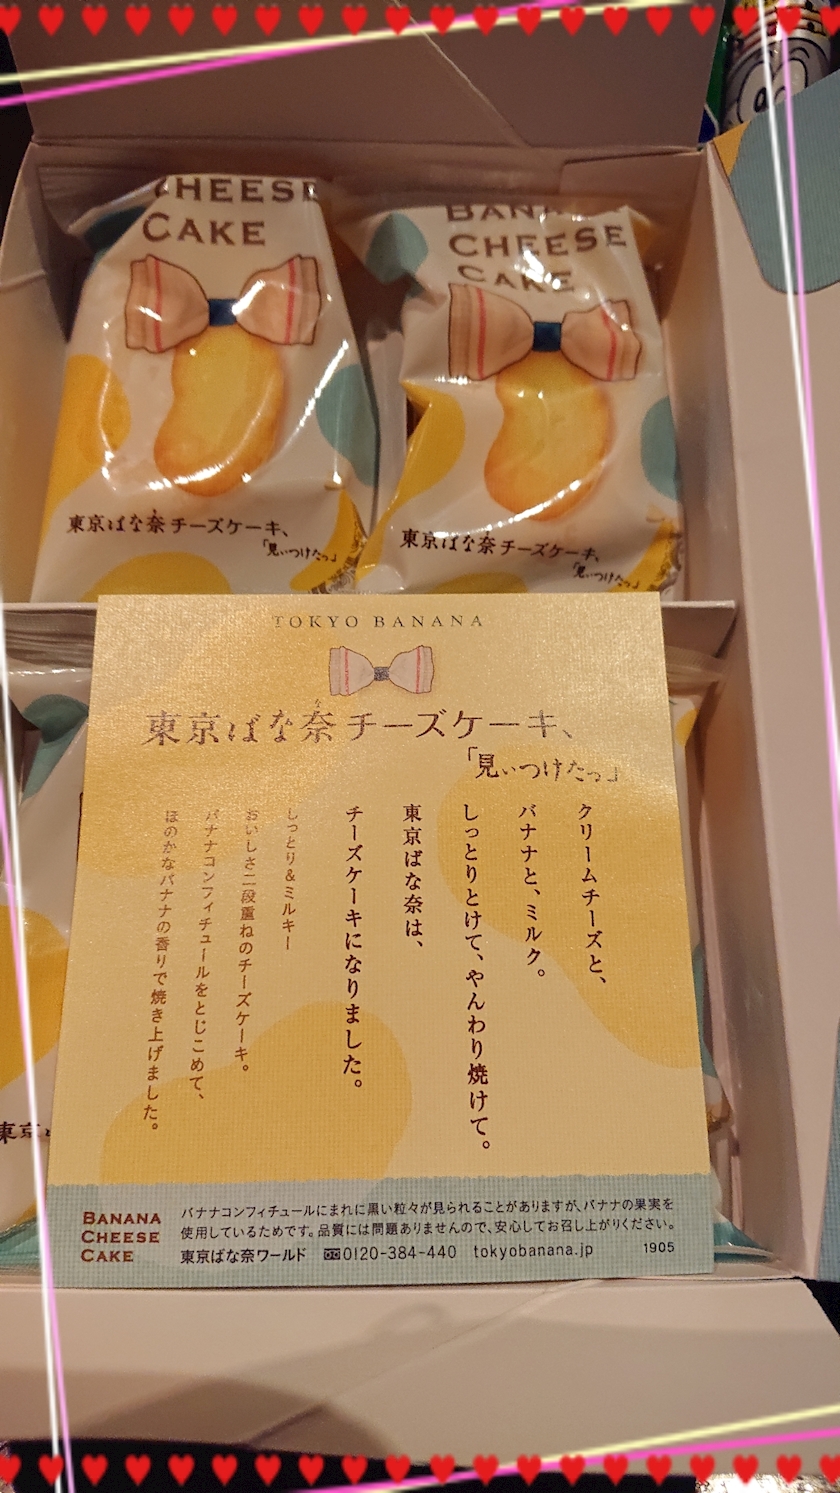 CHEESE
CAKE
東京ばな奈チーズケーキ、
「見ぃつけたっ」
CHEESE
CAKE
東京ばな奈チーズケーキ、
「見ぃつけたっ」
TOKYO BANANA
東京ばな奈チーズケーキ、
「見ぃつけたっ」
クリームチーズと、
バナナと、ミルク。
しっとりとけて、やんわり焼けて。
東京ばな奈は、
チーズケーキになりました。
しっとり&ミルキー
おいしさ二段重ねのチーズケーキ。
バナナコンフィチュールをとじこめて、
ほのかなバナナの香りで焼き上げました。
BANANA
CHEESE
CAKE
バナナコンフィチュールにまれに黒い粒々が見られることがありますが、バナナの果実を
使用しているためです。品質には問題ありませんので、安心してお召し上がりください。
東京ばな奈ワールド 0120-384-440 tokyobanana.jp 1905